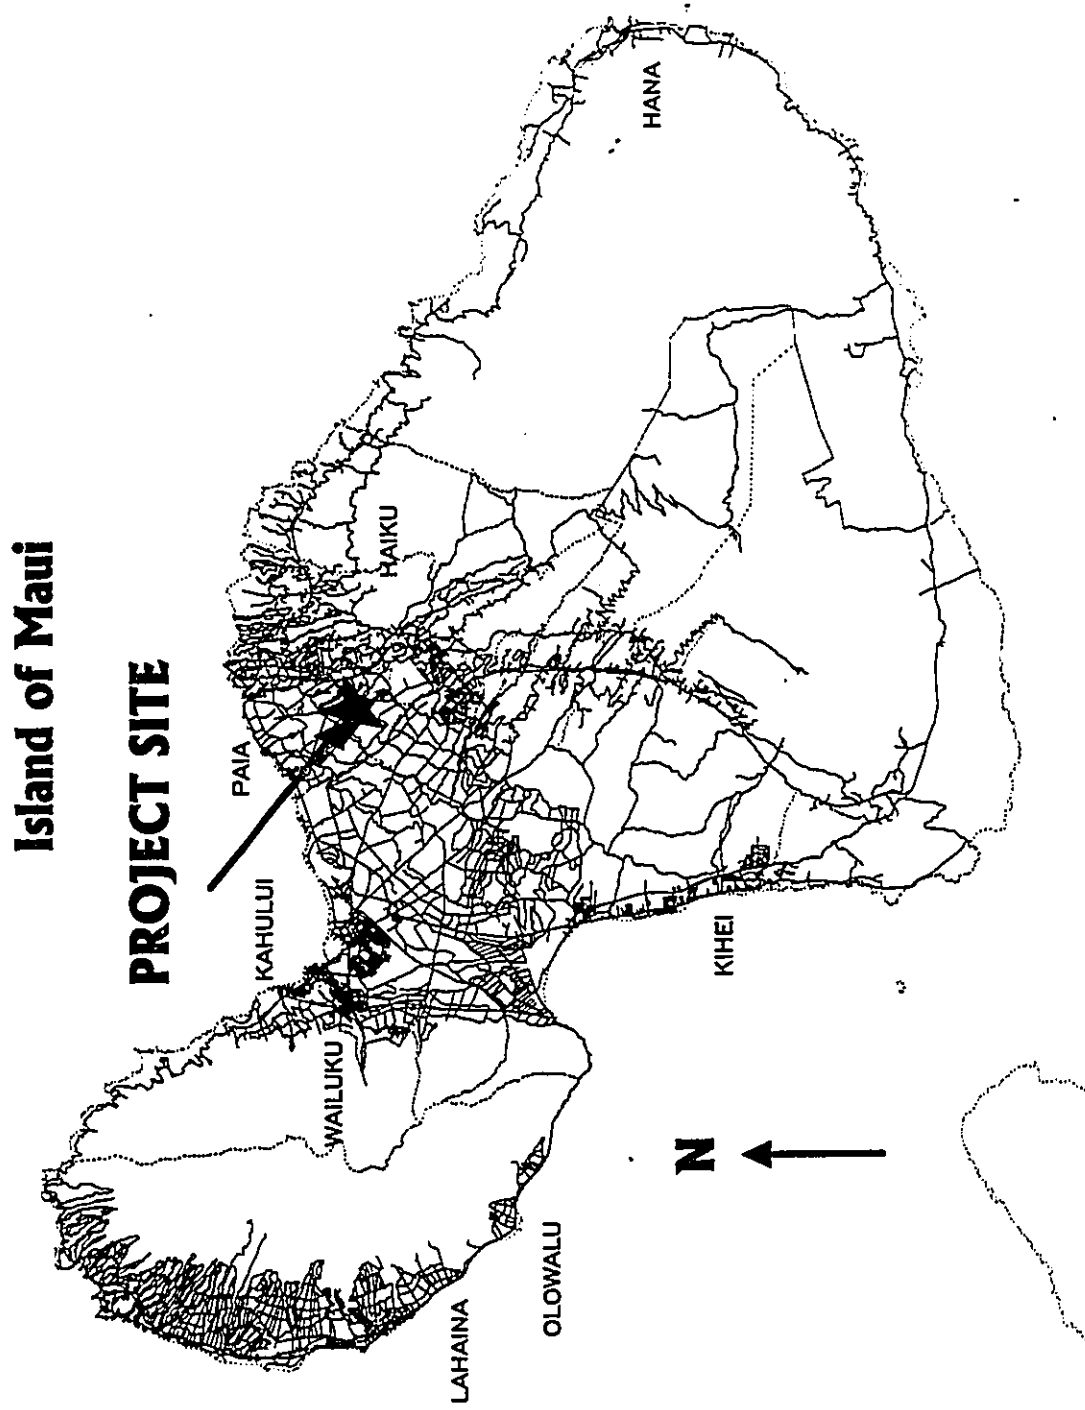 Island of Maui
PROJECT SITE
PAIA
KAHULUI
WAILUKU
HAIKU
HANA
KIHEI
LAHAINA
OLOWALU
N